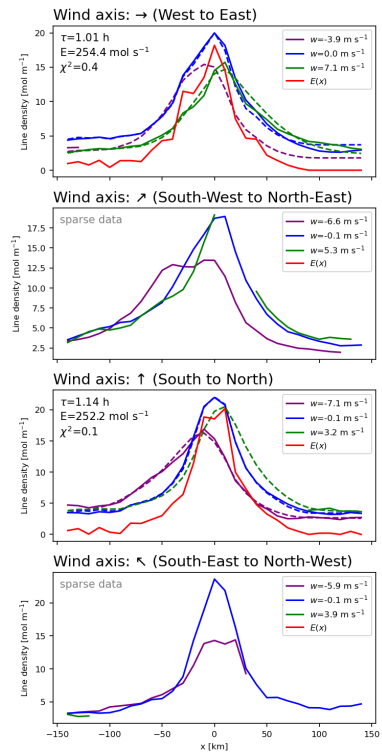 Wind axis: → (West to East)
τ=1.01 h
E=254.4 mol s⁻¹
χ²=0.4
w=-3.9 m s⁻¹
w=0.0 m s⁻¹
w=7.1 m s⁻¹
E(x)
Line density [mol m⁻¹]
20
15
10
5
0
Wind axis: ↗ (South-West to North-East)
sparse data
w=-6.6 m s⁻¹
w=-0.1 m s⁻¹
w=5.3 m s⁻¹
E(x)
Line density [mol m⁻¹]
17.5
15.0
12.5
10.0
7.5
5.0
2.5
Wind axis: ↑ (South to North)
τ=1.14 h
E=252.2 mol s⁻¹
χ²=0.1
w=-7.1 m s⁻¹
w=-0.1 m s⁻¹
w=3.2 m s⁻¹
E(x)
Line density [mol m⁻¹]
20
15
10
5
0
Wind axis: ↖ (South-East to North-West)
sparse data
w=-5.9 m s⁻¹
w=-0.1 m s⁻¹
w=3.9 m s⁻¹
E(x)
Line density [mol m⁻¹]
20
15
10
5
−150 −100 −50 0 50 100 150
x [km]